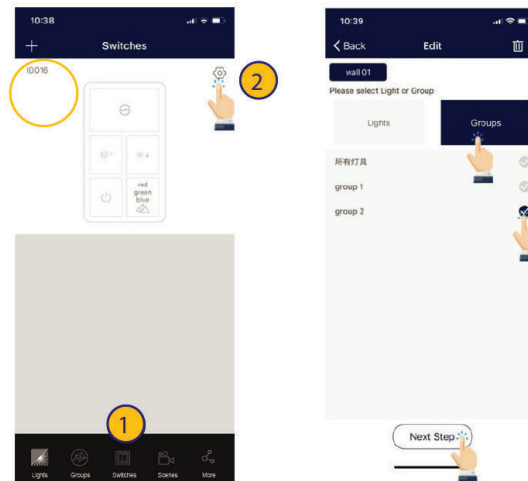 10:38
+ Switches
ID016
2
red
green
blue
1
Lights Groups Switches Scenes More
10:39
Back Edit
wall 01
Please select Light or Group
Lights Groups
所有灯具
group 1
group 2
Next Step